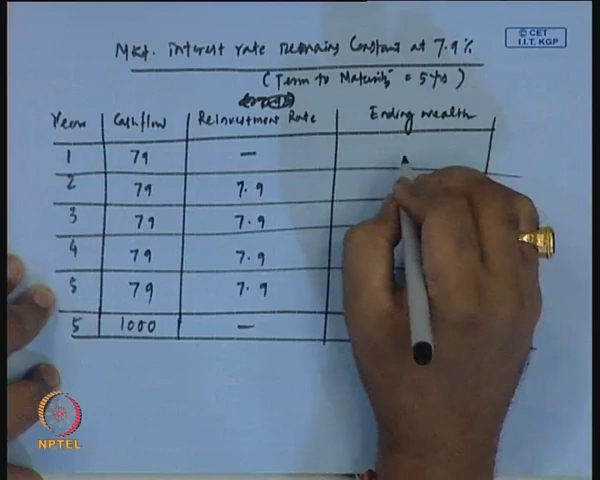 © CET
I.I.T. KGP
Mkt. interest rate remains constant at 7.9%
(Term to Maturity = 5 yrs)
Years Cashflow Reinvestment Rate Ending wealth
1 79 —
2 79 7.9
3 79 7.9
4 79 7.9
5 79 7.9
5 1000 —
NPTEL